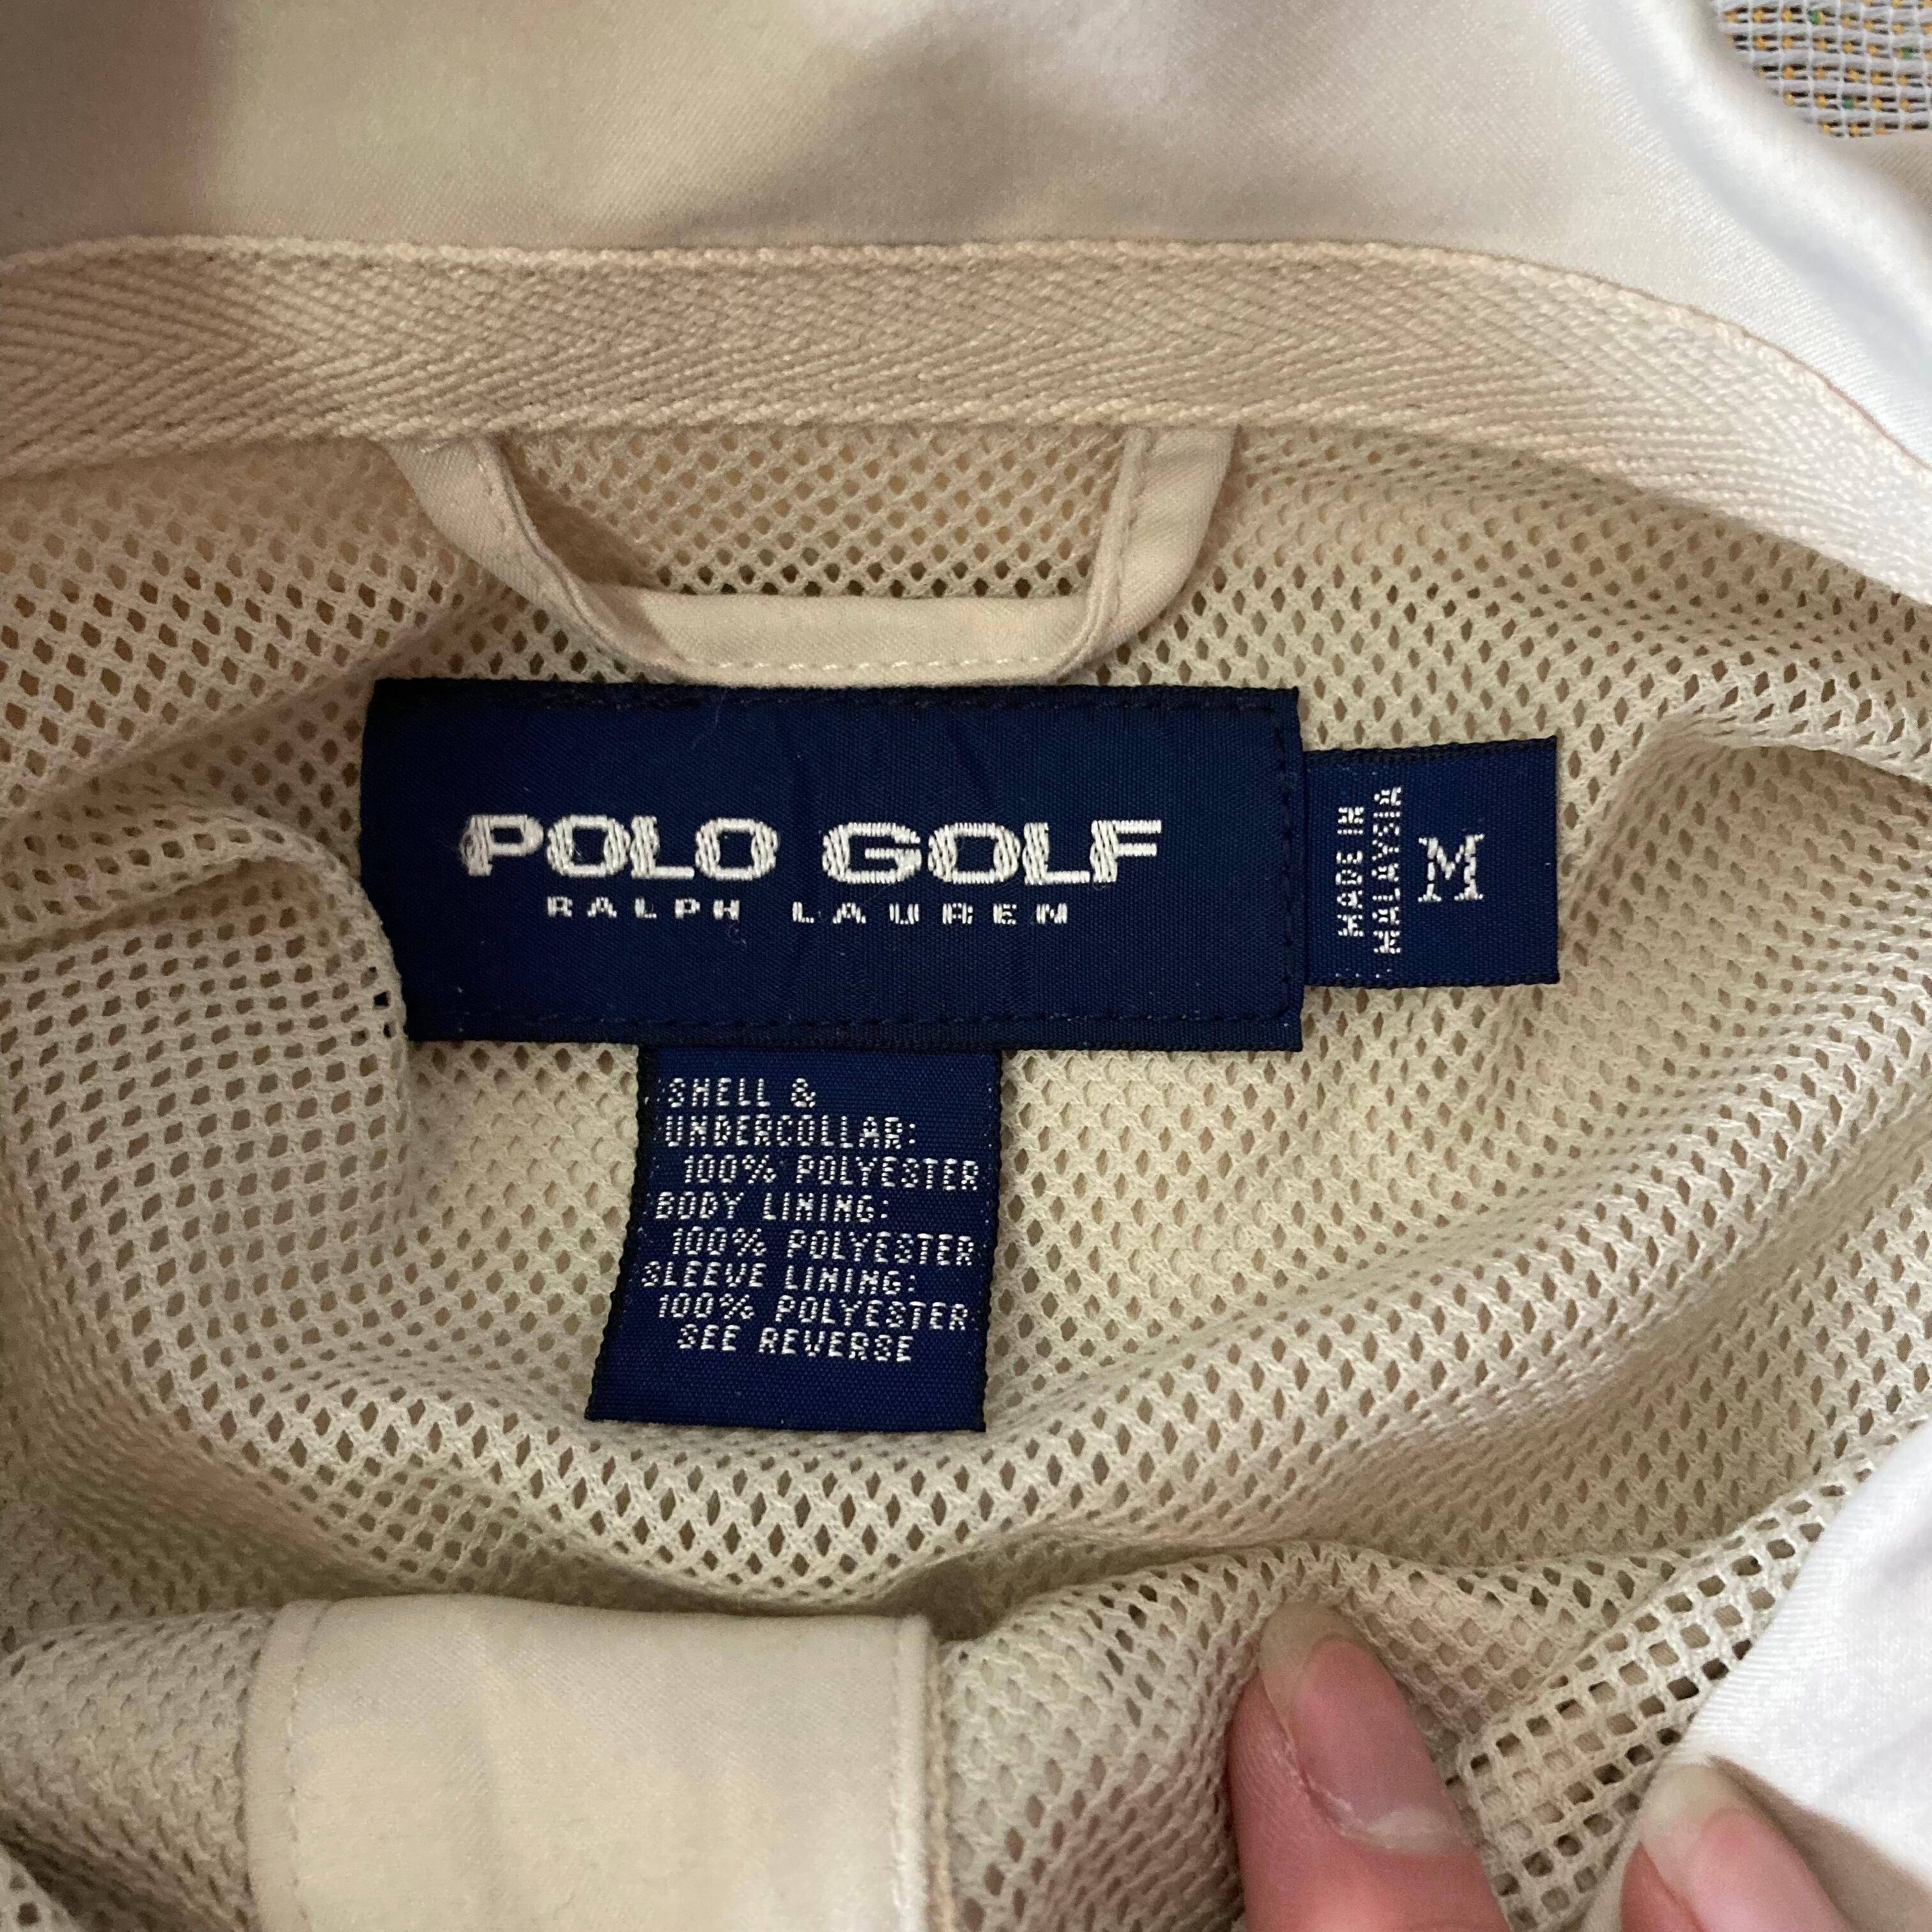 POLO GOLF
RALPH LAUREN
MADE IN
MALAYSIA
M
SHELL &
UNDERCOLLAR:
100% POLYESTER
BODY LINING:
100% POLYESTER
SLEEVE LINING:
100% POLYESTER
SEE REVERSE